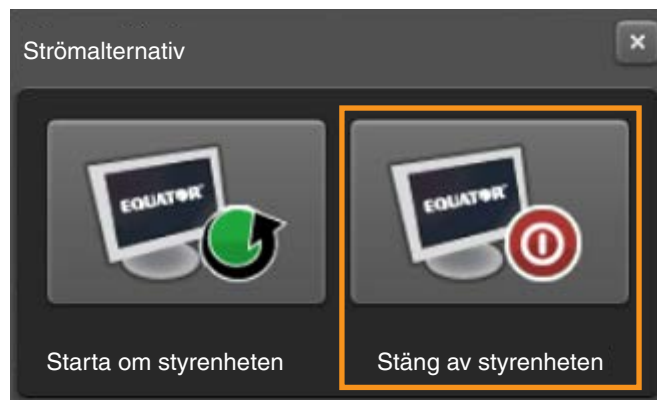 Strömalternativ
EQUATOR
EQUATOR
Starta om styrenheten
Stäng av styrenheten